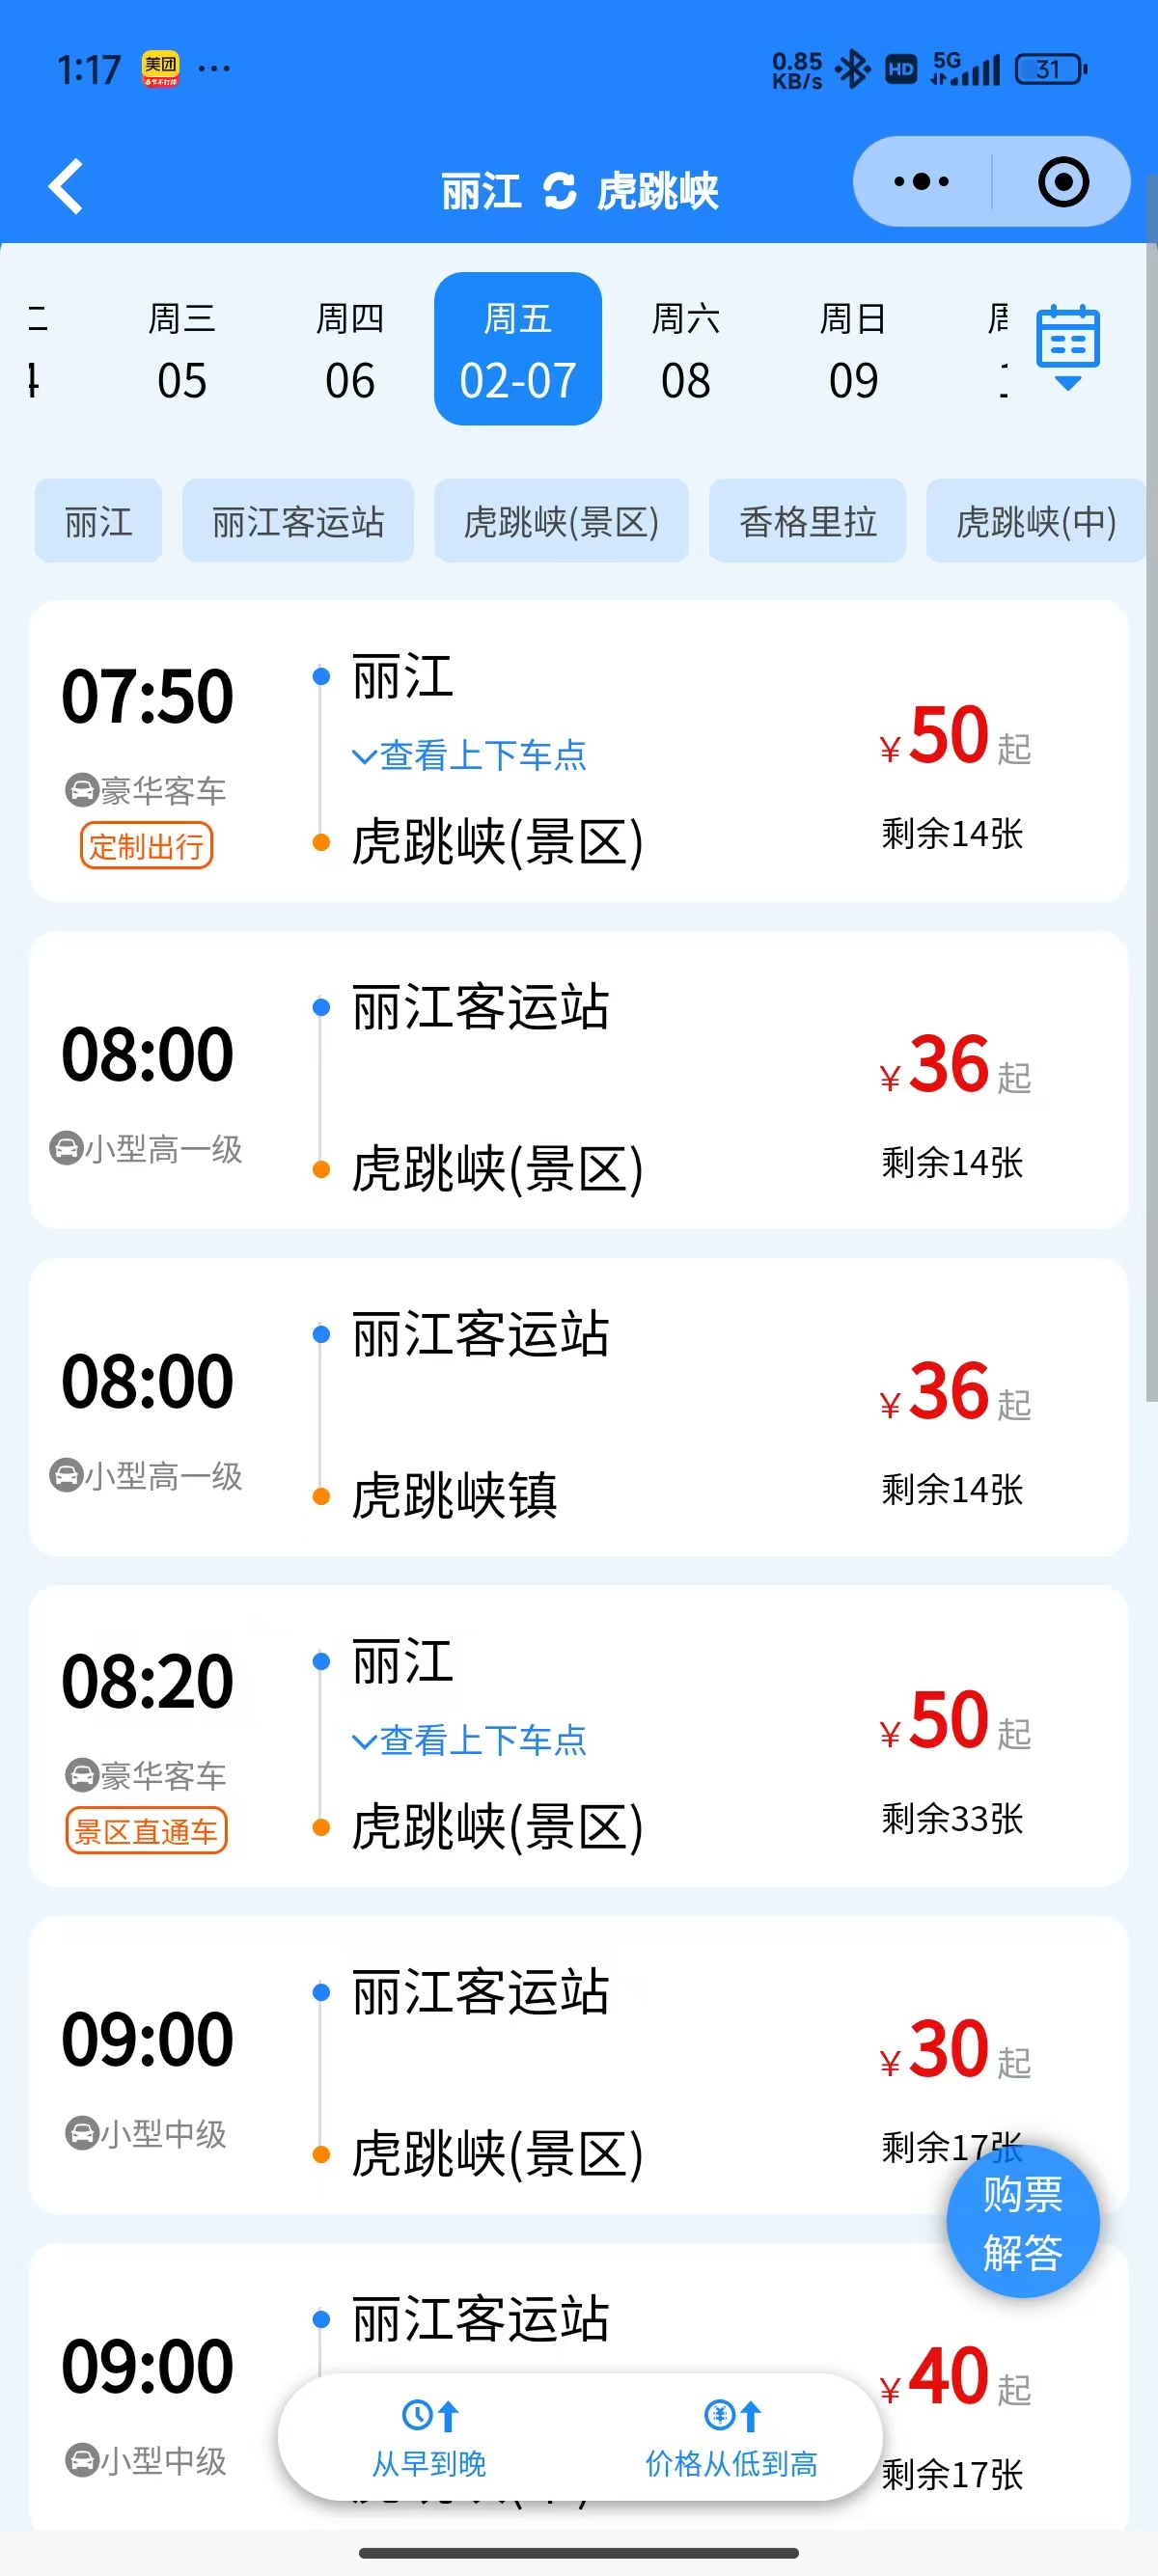 1:17 美团 ···
0.85 KB/s HD 5G 31
丽江 虎跳峡
周三 周四 周五 周六 周日
05 06 02-07 08 09
丽江 丽江客运站 虎跳峡(景区) 香格里拉 虎跳峡(中)
07:50
豪华客车
定制出行
丽江
查看上下车点
虎跳峡(景区)
¥50起
剩余14张
08:00
小型高一级
丽江客运站
虎跳峡(景区)
¥36起
剩余14张
08:00
小型高一级
丽江客运站
虎跳峡镇
¥36起
剩余14张
08:20
豪华客车
景区直通车
丽江
查看上下车点
虎跳峡(景区)
¥50起
剩余33张
09:00
小型中级
丽江客运站
虎跳峡(景区)
¥30起
剩余17张
购票
解答
09:00
小型中级
丽江客运站
¥40起
剩余17张
从早到晚 价格从低到高